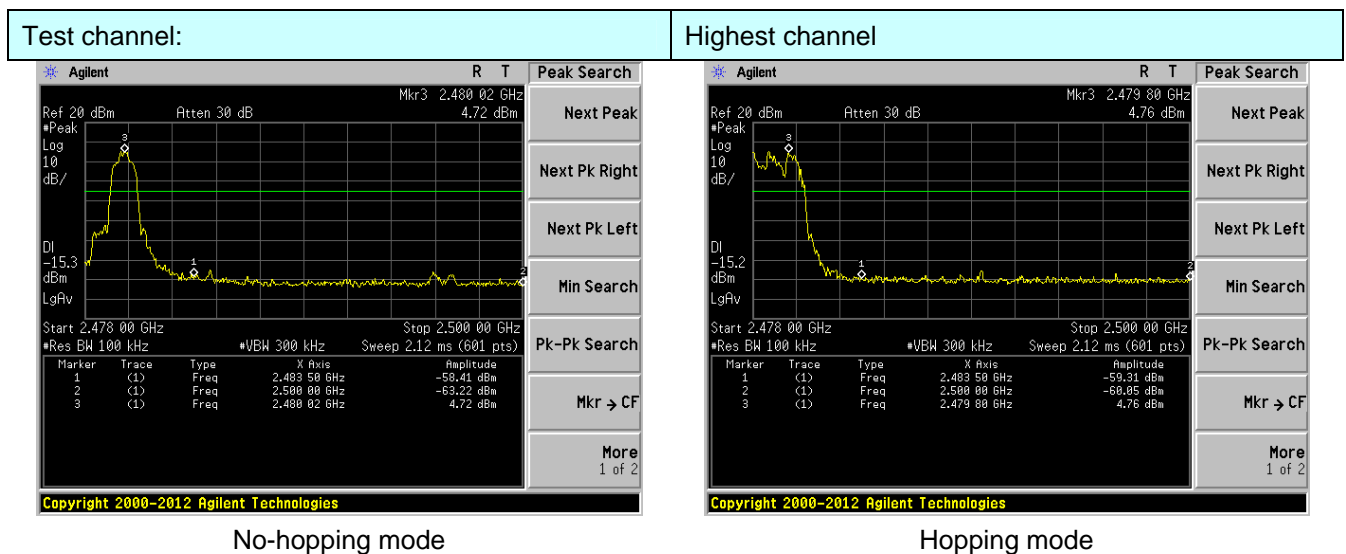 Test channel: Highest channel
Agilent R T Peak Search
Mkr3 2.480 02 GHz
Ref 20 dBm Atten 30 dB 4.72 dBm
#Peak
Log
10
dB/
3
1
2
DI
-15.3
dBm
LgAv
Start 2.478 00 GHz Stop 2.500 00 GHz
#Res BW 100 kHz #VBW 300 kHz Sweep 2.12 ms (601 pts)
Marker Trace Type X Axis Amplitude
1 (1) Freq 2.483 50 GHz -58.41 dBm
2 (1) Freq 2.500 00 GHz -63.22 dBm
3 (1) Freq 2.480 02 GHz 4.72 dBm
Next Peak
Next Pk Right
Next Pk Left
Min Search
Pk-Pk Search
Mkr → CF
More
1 of 2
Copyright 2000-2012 Agilent Technologies
No-hopping mode
Agilent R T Peak Search
Mkr3 2.479 80 GHz
Ref 20 dBm Atten 30 dB 4.76 dBm
#Peak
Log
10
dB/
3
1
2
DI
-15.2
dBm
LgAv
Start 2.478 00 GHz Stop 2.500 00 GHz
#Res BW 100 kHz #VBW 300 kHz Sweep 2.12 ms (601 pts)
Marker Trace Type X Axis Amplitude
1 (1) Freq 2.483 50 GHz -59.31 dBm
2 (1) Freq 2.500 00 GHz -60.05 dBm
3 (1) Freq 2.479 80 GHz 4.76 dBm
Next Peak
Next Pk Right
Next Pk Left
Min Search
Pk-Pk Search
Mkr → CF
More
1 of 2
Copyright 2000-2012 Agilent Technologies
Hopping mode